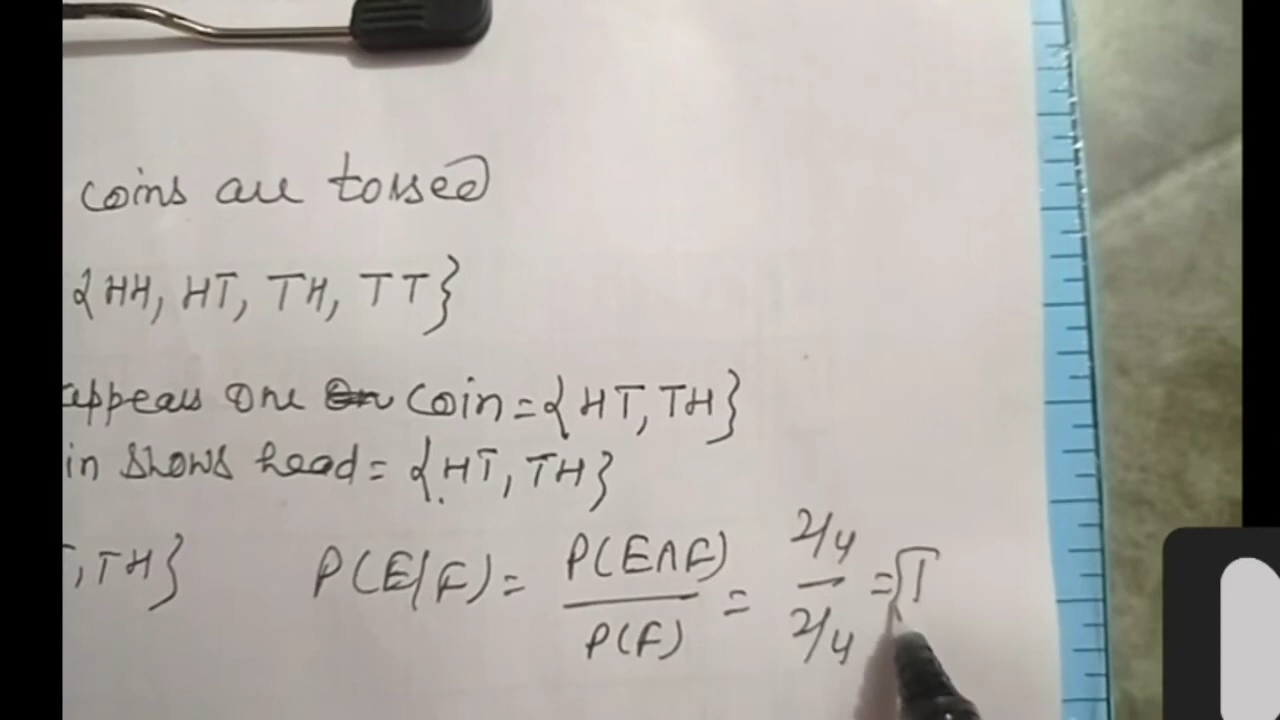 coins are tossed
{HH, HT, TH, TT}
appears one coin = {HT, TH}
in shows head = {HT, TH}
, TH} P(E/F) = P(E∩F) / P(F) = 2/4 / 2/4 = 1